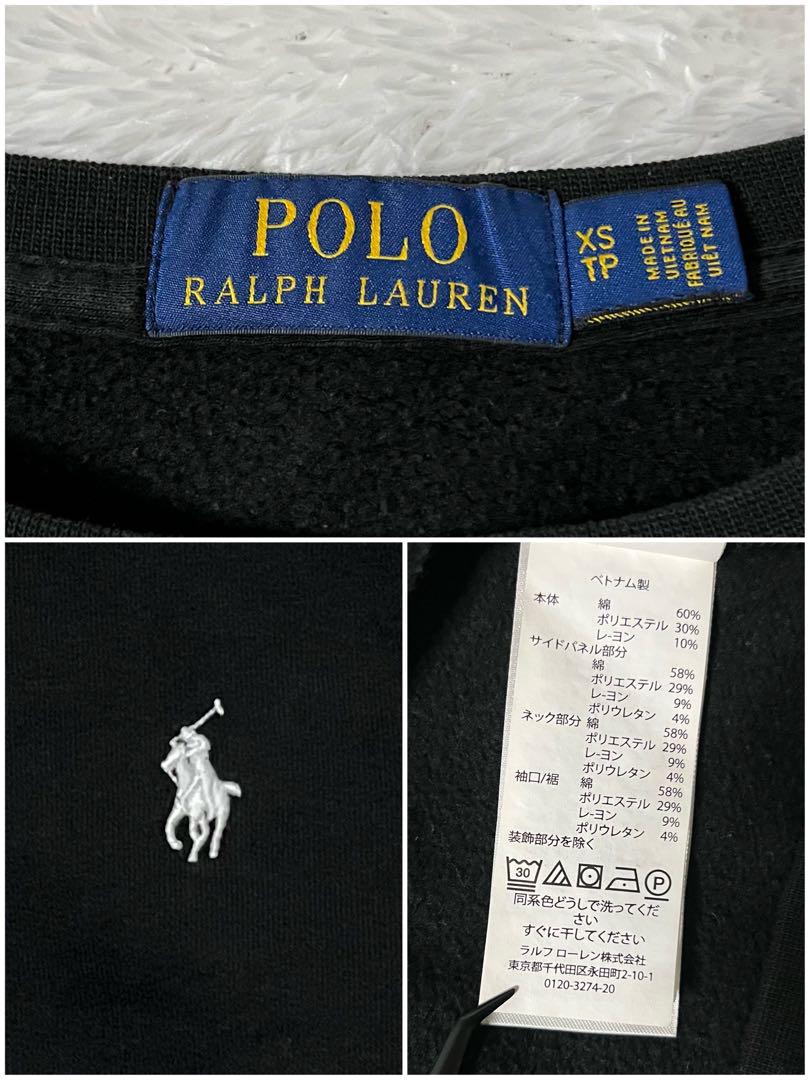 POLO
RALPH LAUREN
XS
TP
MADE IN
VIETNAM
FABRIQUÉ AU
VIÊT NAM
ベトナム製
本体 綿 60%
ポリエステル 30%
レーヨン 10%
サイドパネル部分
綿 58%
ポリエステル 29%
レーヨン 9%
ポリウレタン 4%
ネック部分 綿 58%
ポリエステル 29%
レーヨン 9%
ポリウレタン 4%
袖口/裾 綿 58%
ポリエステル 29%
レーヨン 9%
ポリウレタン 4%
装飾部分を除く
30 P
同系色どうしで洗ってくだ
さい
すぐに干してください
ラルフ ローレン株式会社
東京都千代田区永田町2-10-1
0120-3274-20